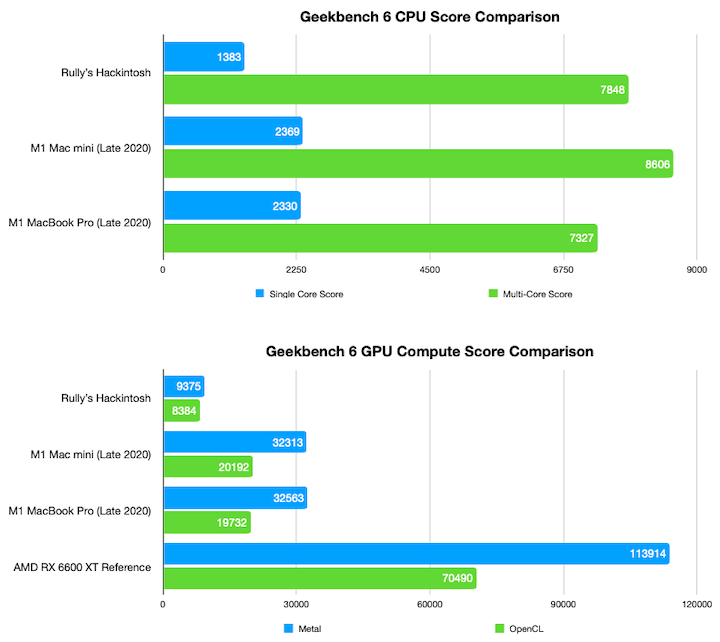 Geekbench 6 CPU Score Comparison
Rully's Hackintosh
1383
7848
M1 Mac mini (Late 2020)
2369
8606
M1 MacBook Pro (Late 2020)
2330
7327
0 2250 4500 6750 9000
Single Core Score Multi-Core Score
Geekbench 6 GPU Compute Score Comparison
Rully's Hackintosh
9375
8384
M1 Mac mini (Late 2020)
32313
20192
M1 MacBook Pro (Late 2020)
32563
19732
AMD RX 6600 XT Reference
113914
70490
0 30000 60000 90000 120000
Metal OpenCL